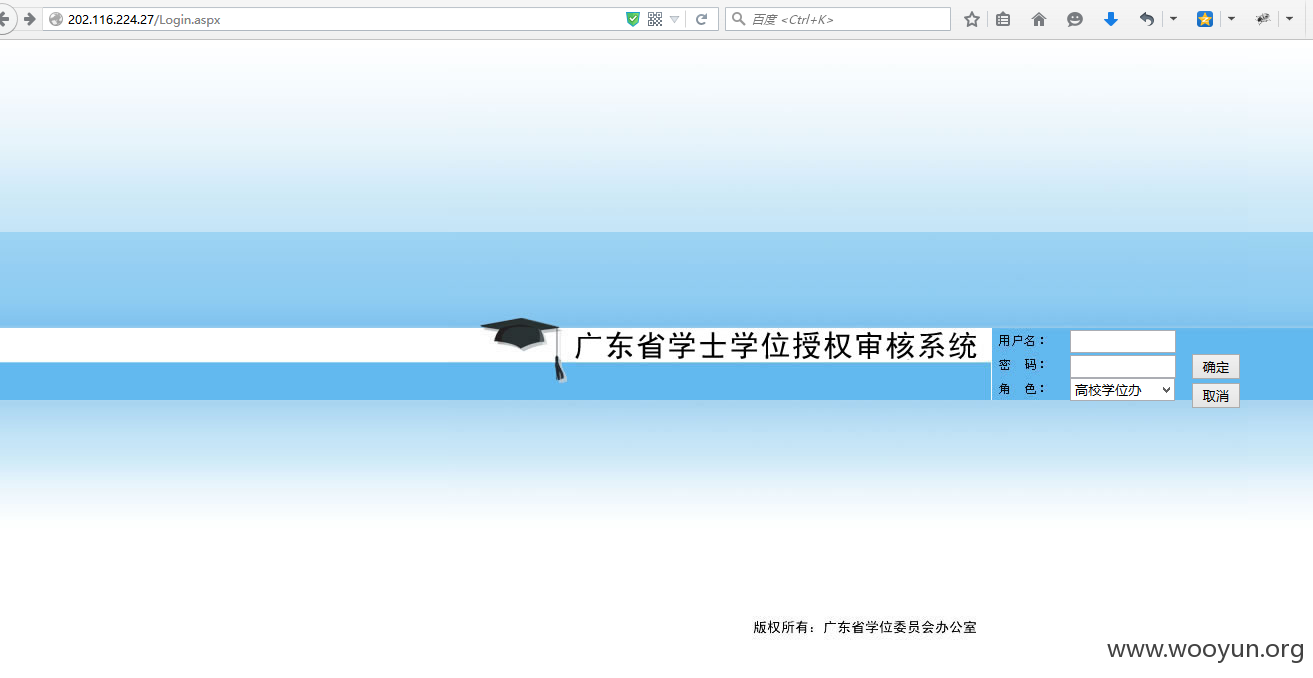 202.116.224.27/Login.aspx
百度 <Ctrl+K>
广东省学士学位授权审核系统
用户名：
密 码：
角 色：
高校学位办
确定
取消
版权所有：广东省学位委员会办公室
www.wooyun.org